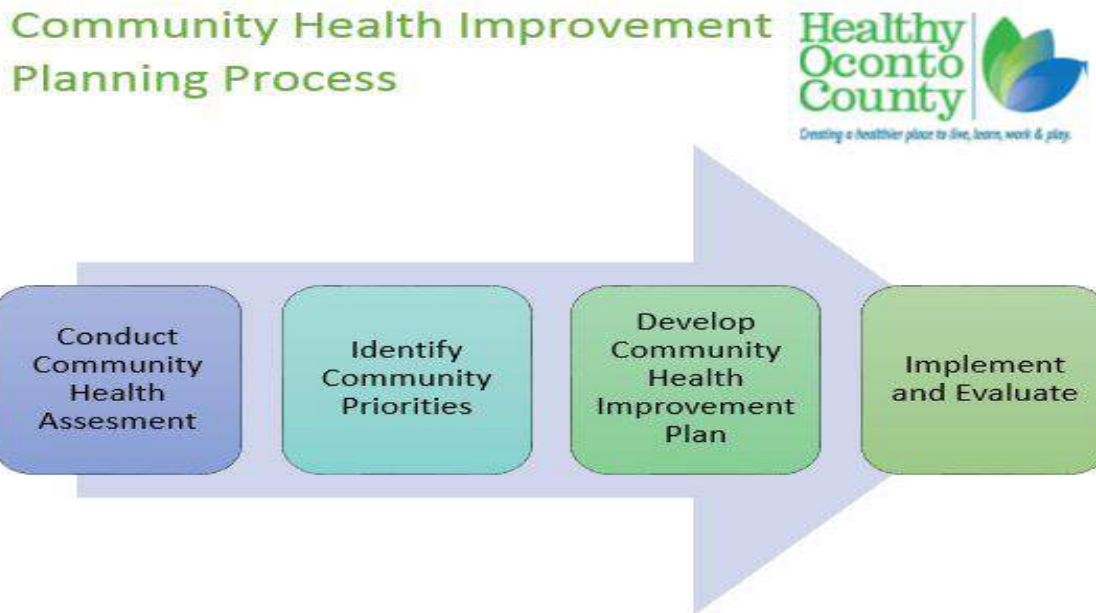 Community Health Improvement
Planning Process
Healthy
Oconto
County
Creating a healthier place to live, learn, work & play.
Conduct
Community
Health
Assesment
Identify
Community
Priorities
Develop
Community
Health
Improvement
Plan
Implement
and Evaluate